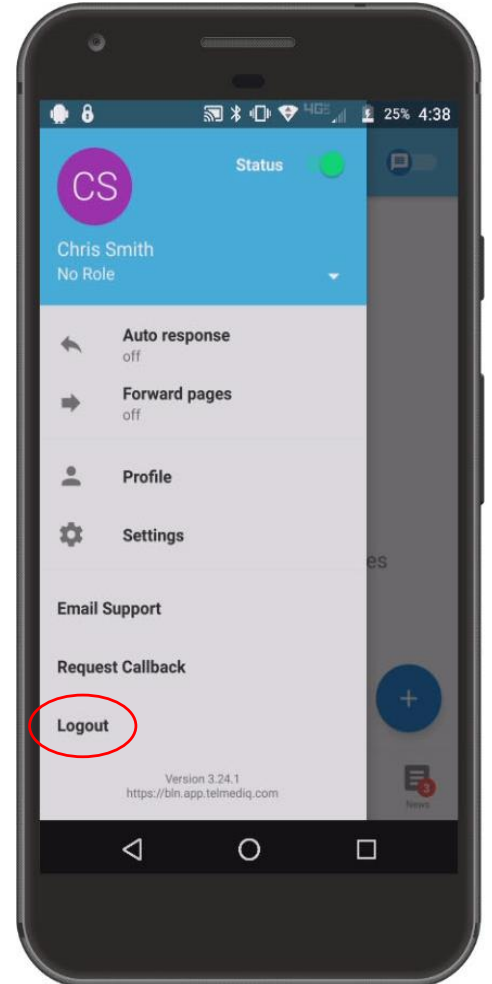 4GE
25% 4:38
CS
Status
Chris Smith
No Role
Auto response
off
Forward pages
off
Profile
Settings
es
Email Support
Request Callback
Logout
Version 3.24.1
https://bln.app.telmediq.com
3
News